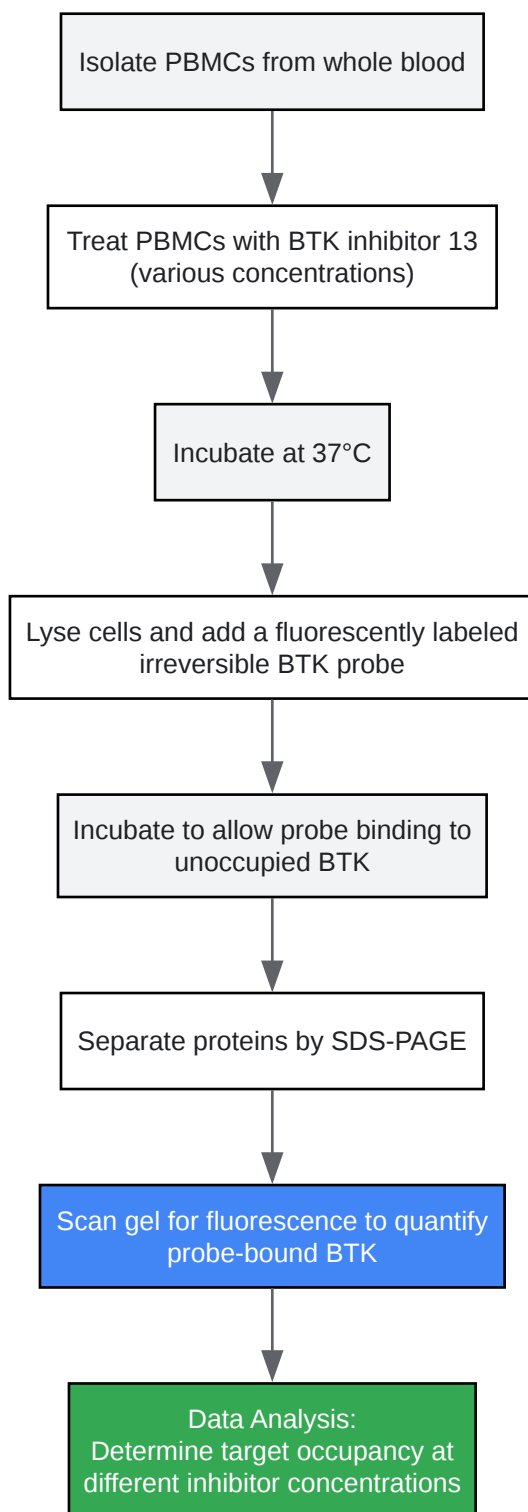 Isolate PBMCs from whole blood
Treat PBMCs with BTK inhibitor 13
(various concentrations)
Incubate at 37°C
Lyse cells and add a fluorescently labeled
irreversible BTK probe
Incubate to allow probe binding to
unoccupied BTK
Separate proteins by SDS-PAGE
Scan gel for fluorescence to quantify
probe-bound BTK
Data Analysis:
Determine target occupancy at
different inhibitor concentrations